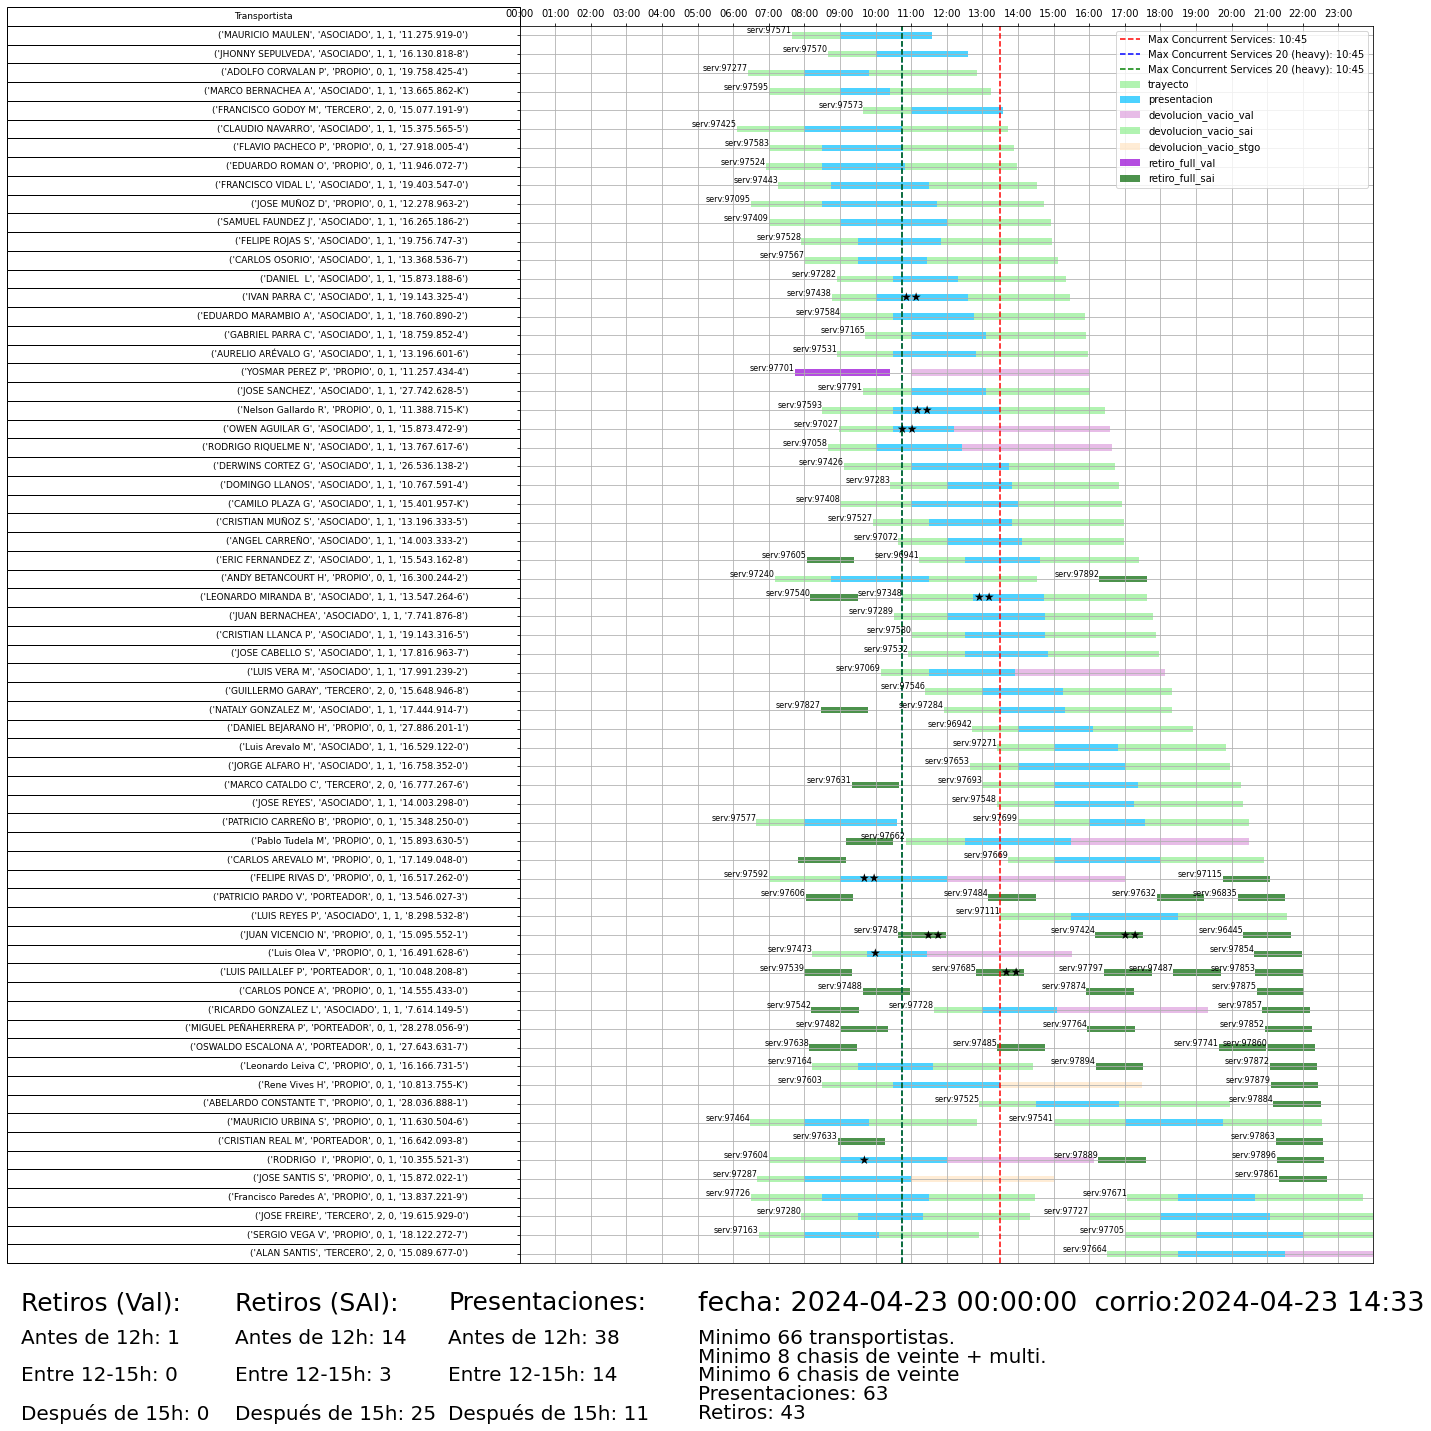 Transportista
00:00 01:00 02:00 03:00 04:00 05:00 06:00 07:00 08:00 09:00 10:00 11:00 12:00 13:00 14:00 15:00 16:00 17:00 18:00 19:00 20:00 21:00 22:00 23:00
Max Concurrent Services: 10:45
Max Concurrent Services 20 (heavy): 10:45
Max Concurrent Services 20 (heavy): 10:45
trayecto
presentacion
devolucion_vacio_val
devolucion_vacio_sai
devolucion_vacio_stgo
retiro_full_val
retiro_full_sai
('MAURICIO MAULEN', 'ASOCIADO', 1, 1, '11.275.919-0') serv:97571
('JHONNY SEPULVEDA', 'ASOCIADO', 1, 1, '16.130.818-8') serv:97570
('ADOLFO CORVALAN P', 'PROPIO', 0, 1, '19.758.425-4') serv:97277
('MARCO BERNACHEA A', 'ASOCIADO', 1, 1, '13.665.862-K') serv:97595
('FRANCISCO GODOY M', 'TERCERO', 2, 0, '15.077.191-9') serv:97573
('CLAUDIO NAVARRO', 'ASOCIADO', 1, 1, '15.375.565-5') serv:97425
('FLAVIO PACHECO P', 'PROPIO', 0, 1, '27.918.005-4') serv:97583
('EDUARDO ROMAN O', 'PROPIO', 0, 1, '11.946.072-7') serv:97524
('FRANCISCO VIDAL L', 'ASOCIADO', 1, 1, '19.403.547-0') serv:97443
('JOSE MUÑOZ D', 'PROPIO', 0, 1, '12.278.963-2') serv:97095
('SAMUEL FAUNDEZ J', 'ASOCIADO', 1, 1, '16.265.186-2') serv:97409
('FELIPE ROJAS S', 'ASOCIADO', 1, 1, '19.756.747-3') serv:97528
('CARLOS OSORIO', 'ASOCIADO', 1, 1, '13.368.536-7') serv:97567
('DANIEL  L', 'ASOCIADO', 1, 1, '15.873.188-6') serv:97282
('IVAN PARRA C', 'ASOCIADO', 1, 1, '19.143.325-4') serv:97438
('EDUARDO MARAMBIO A', 'ASOCIADO', 1, 1, '18.760.890-2') serv:97584
('GABRIEL PARRA C', 'ASOCIADO', 1, 1, '18.759.852-4') serv:97165
('AURELIO ARÉVALO G', 'ASOCIADO', 1, 1, '13.196.601-6') serv:97531
('YOSMAR PEREZ P', 'PROPIO', 0, 1, '11.257.434-4') serv:97701
('JOSE SANCHEZ', 'ASOCIADO', 1, 1, '27.742.628-5') serv:97791
('Nelson Gallardo R', 'PROPIO', 0, 1, '11.388.715-K') serv:97593
('OWEN AGUILAR G', 'ASOCIADO', 1, 1, '15.873.472-9') serv:97027
('RODRIGO RIQUELME N', 'ASOCIADO', 1, 1, '13.767.617-6') serv:97058
('DERWINS CORTEZ G', 'ASOCIADO', 1, 1, '26.536.138-2') serv:97426
('DOMINGO LLANOS', 'ASOCIADO', 1, 1, '10.767.591-4') serv:97283
('CAMILO PLAZA G', 'ASOCIADO', 1, 1, '15.401.957-K') serv:97408
('CRISTIAN MUÑOZ S', 'ASOCIADO', 1, 1, '13.196.333-5') serv:97527
('ANGEL CARREÑO', 'ASOCIADO', 1, 1, '14.003.333-2') serv:97072
('ERIC FERNANDEZ Z', 'ASOCIADO', 1, 1, '15.543.162-8') serv:97605 serv:96941
('ANDY BETANCOURT H', 'PROPIO', 0, 1, '16.300.244-2') serv:97240 serv:97892
('LEONARDO MIRANDA B', 'ASOCIADO', 1, 1, '13.547.264-6') serv:97540 serv:97348
('JUAN BERNACHEA', 'ASOCIADO', 1, 1, '7.741.876-8') serv:97289
('CRISTIAN LLANCA P', 'ASOCIADO', 1, 1, '19.143.316-5') serv:97530
('JOSE CABELLO S', 'ASOCIADO', 1, 1, '17.816.963-7') serv:97532
('LUIS VERA M', 'ASOCIADO', 1, 1, '17.991.239-2') serv:97069
('GUILLERMO GARAY', 'TERCERO', 2, 0, '15.648.946-8') serv:97546
('NATALY GONZALEZ M', 'ASOCIADO', 1, 1, '17.444.914-7') serv:97827 serv:97284
('DANIEL BEJARANO H', 'PROPIO', 0, 1, '27.886.201-1') serv:96942
('Luis Arevalo M', 'ASOCIADO', 1, 1, '16.529.122-0') serv:97271
('JORGE ALFARO H', 'ASOCIADO', 1, 1, '16.758.352-0') serv:97653
('MARCO CATALDO C', 'TERCERO', 2, 0, '16.777.267-6') serv:97631 serv:97693
('JOSE REYES', 'ASOCIADO', 1, 1, '14.003.298-0') serv:97548
('PATRICIO CARREÑO B', 'PROPIO', 0, 1, '15.348.250-0') serv:97577 serv:97699
('Pablo Tudela M', 'PROPIO', 0, 1, '15.893.630-5') serv:97662
('CARLOS AREVALO M', 'PROPIO', 0, 1, '17.149.048-0') serv:97669
('FELIPE RIVAS D', 'PROPIO', 0, 1, '16.517.262-0') serv:97592 serv:97115
('PATRICIO PARDO V', 'PORTEADOR', 0, 1, '13.546.027-3') serv:97606 serv:97484 serv:97632 serv:96835
('LUIS REYES P', 'ASOCIADO', 1, 1, '8.298.532-8') serv:97111
('JUAN VICENCIO N', 'PROPIO', 0, 1, '15.095.552-1') serv:97478 serv:97424 serv:96445
('Luis Olea V', 'PROPIO', 0, 1, '16.491.628-6') serv:97473 serv:97854
('LUIS PAILLALEF P', 'PORTEADOR', 0, 1, '10.048.208-8') serv:97539 serv:97685 serv:97797 serv:97487 serv:97853
('CARLOS PONCE A', 'PROPIO', 0, 1, '14.555.433-0') serv:97488 serv:97874 serv:97875
('RICARDO GONZALEZ L', 'ASOCIADO', 1, 1, '7.614.149-5') serv:97542 serv:97728 serv:97857
('MIGUEL PEÑAHERRERA P', 'PORTEADOR', 0, 1, '28.278.056-9') serv:97482 serv:97764 serv:97852
('OSWALDO ESCALONA A', 'PORTEADOR', 0, 1, '27.643.631-7') serv:97638 serv:97485 serv:97741 serv:97860
('Leonardo Leiva C', 'PROPIO', 0, 1, '16.166.731-5') serv:97164 serv:97894 serv:97872
('Rene Vives H', 'PROPIO', 0, 1, '10.813.755-K') serv:97603 serv:97879
('ABELARDO CONSTANTE T', 'PROPIO', 0, 1, '28.036.888-1') serv:97525 serv:97884
('MAURICIO URBINA S', 'PROPIO', 0, 1, '11.630.504-6') serv:97464 serv:97541
('CRISTIAN REAL M', 'PORTEADOR', 0, 1, '16.642.093-8') serv:97633 serv:97863
('RODRIGO  I', 'PROPIO', 0, 1, '10.355.521-3') serv:97604 serv:97889 serv:97896
('JOSE SANTIS S', 'PROPIO', 0, 1, '15.872.022-1') serv:97287 serv:97861
('Francisco Paredes A', 'PROPIO', 0, 1, '13.837.221-9') serv:97726 serv:97671
('JOSE FREIRE', 'TERCERO', 2, 0, '19.615.929-0') serv:97280 serv:97727
('SERGIO VEGA V', 'PROPIO', 0, 1, '18.122.272-7') serv:97163 serv:97705
('ALAN SANTIS', 'TERCERO', 2, 0, '15.089.677-0') serv:97664
Retiros (Val):
Antes de 12h: 1
Entre 12-15h: 0
Después de 15h: 0
Retiros (SAI):
Antes de 12h: 14
Entre 12-15h: 3
Después de 15h: 25
Presentaciones:
Antes de 12h: 38
Entre 12-15h: 14
Después de 15h: 11
fecha: 2024-04-23 00:00:00  corrio:2024-04-23 14:33
Minimo 66 transportistas.
Minimo 8 chasis de veinte + multi.
Minimo 6 chasis de veinte
Presentaciones: 63
Retiros: 43